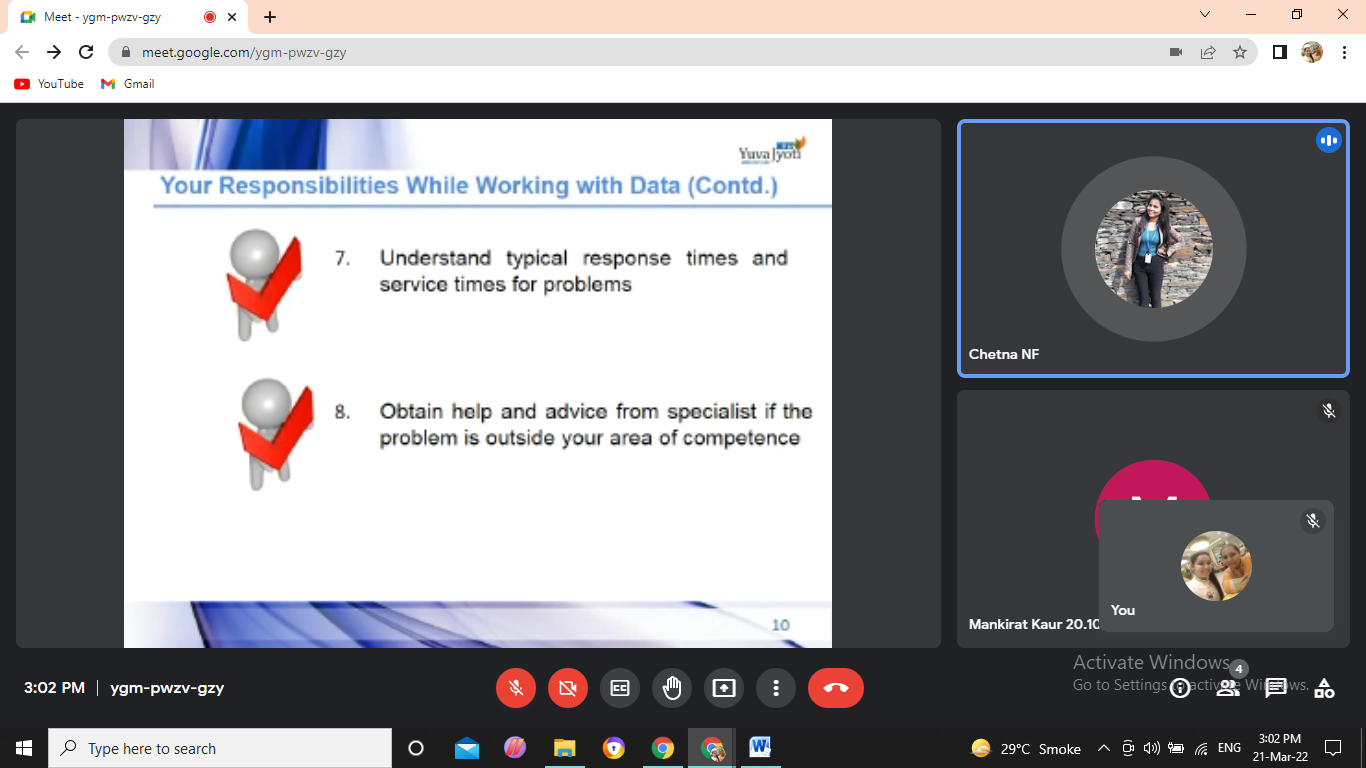 Meet - ygm-pwzv-gzy
meet.google.com/ygm-pwzv-gzy
YouTube
Gmail
Yuva Jyoti
Your Responsibilities While Working with Data (Contd.)
7. Understand typical response times and
service times for problems
8. Obtain help and advice from specialist if the
problem is outside your area of competence
10
Chetna NF
Mankirat Kaur 20.10
You
Activate Windows
Go to Settings to activate Windows.
4
3:02 PM
ygm-pwzv-gzy
CC
Type here to search
W
29°C Smoke
ENG
3:02 PM
21-Mar-22